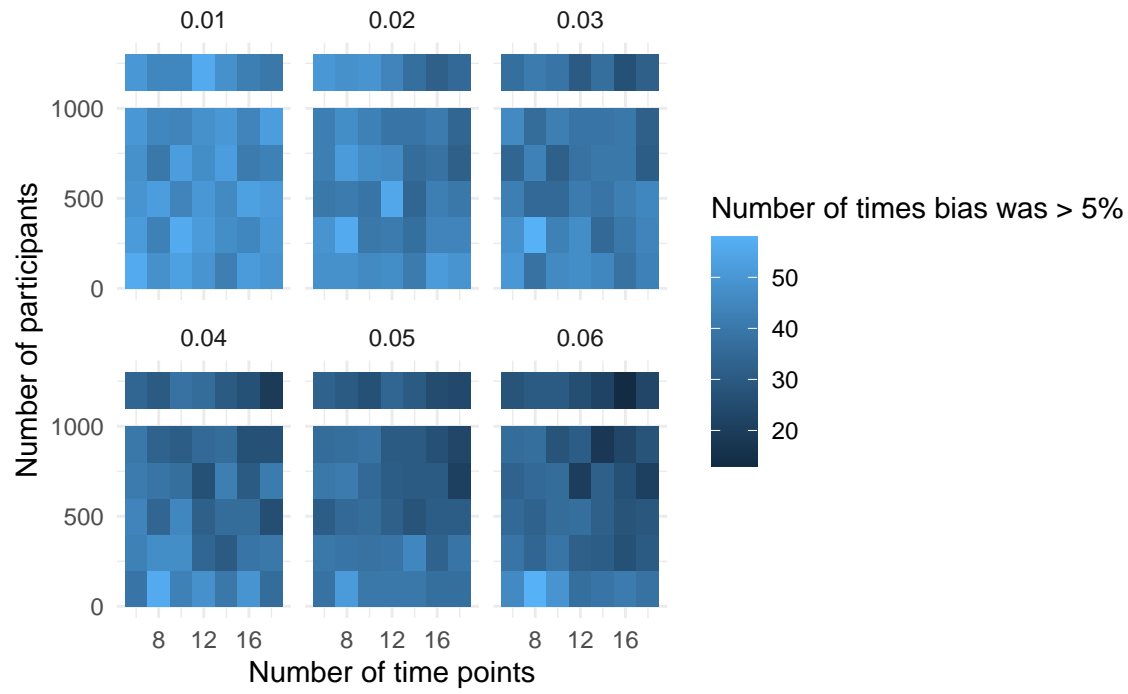 0.01 0.02 0.03
1000
500
0
Number of participants
Number of times bias was > 5%
50
40
30
20
0.04 0.05 0.06
1000
500
0
8 12 16 8 12 16 8 12 16
Number of time points